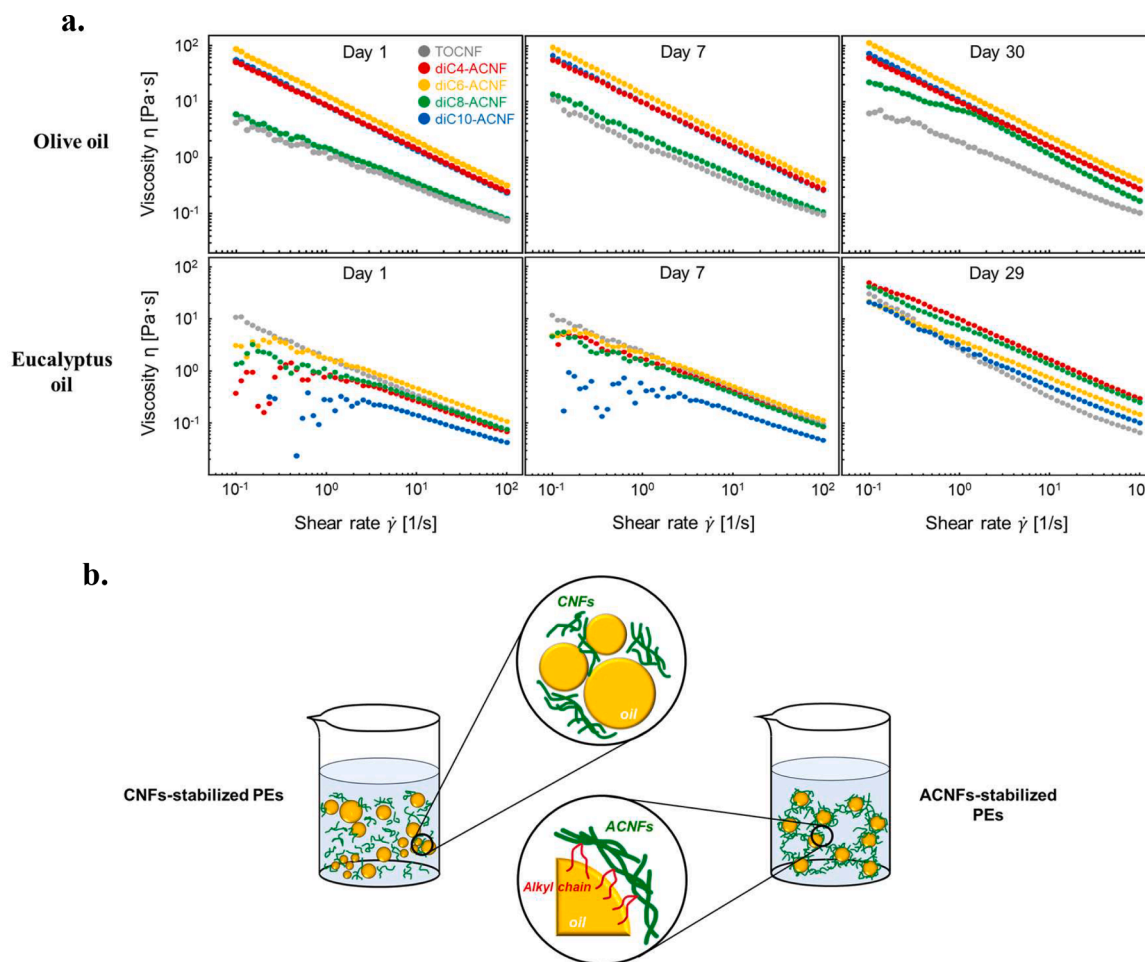 a.
Olive oil
Viscosity η [Pa·s]
10² 10¹ 10⁰ 10⁻¹
Day 1
TOCNF
diC4-ACNF
diC6-ACNF
diC8-ACNF
diC10-ACNF
Day 7
Day 30
Eucalyptus
oil
Viscosity η [Pa·s]
10² 10¹ 10⁰ 10⁻¹
Day 1
Day 7
Day 29
10⁻¹ 10⁰ 10¹ 10² 10⁻¹ 10⁰ 10¹ 10² 10⁻¹ 10⁰ 10¹ 10²
Shear rate γ̇ [1/s] Shear rate γ̇ [1/s] Shear rate γ̇ [1/s]
b.
CNFs
oil
CNFs-stabilized PEs
ACNFs-stabilized
PEs
ACNFs
Alkyl chain
oil